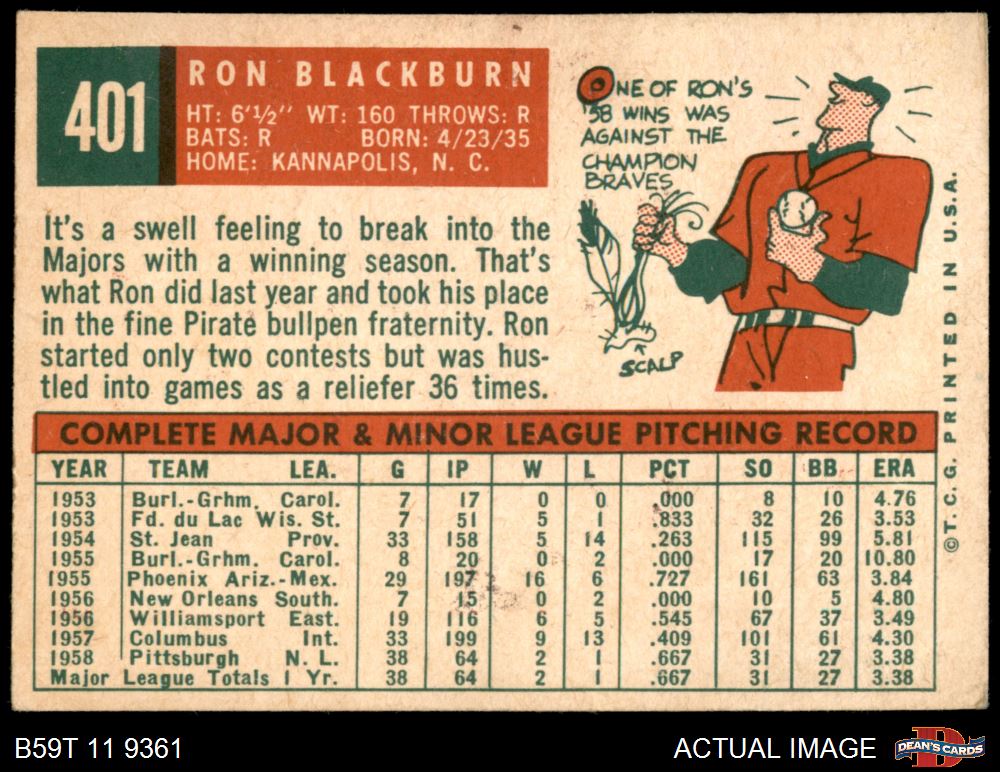 401
RON BLACKBURN
HT: 6'½" WT: 160 THROWS: R
BATS: R BORN: 4/23/35
HOME: KANNAPOLIS, N. C.
ONE OF RON'S
'58 WINS WAS
AGAINST THE
CHAMPION
BRAVES
SCALP
It's a swell feeling to break into the
Majors with a winning season. That's
what Ron did last year and took his place
in the fine Pirate bullpen fraternity. Ron
started only two contests but was hus-
tled into games as a reliefer 36 times.
COMPLETE MAJOR & MINOR LEAGUE PITCHING RECORD
YEAR TEAM LEA. G IP W L PCT SO BB ERA
1953 Burl.-Grhm. Carol. 7 17 0 0 .000 8 10 4.76
1953 Fd. du Lac Wis. St. 7 51 5 1 .833 32 26 3.53
1954 St. Jean Prov. 33 158 5 14 .263 115 99 5.81
1955 Burl.-Grhm. Carol. 8 20 0 2 .000 17 20 10.80
1955 Phoenix Ariz.-Mex. 29 197 16 6 .727 161 63 3.84
1956 New Orleans South. 7 15 0 2 .000 10 5 4.80
1956 Williamsport East. 19 116 6 5 .545 67 37 3.49
1957 Columbus Int. 33 199 9 13 .409 101 61 4.30
1958 Pittsburgh N. L. 38 64 2 1 .667 31 27 3.38
Major League Totals 1 Yr. 38 64 2 1 .667 31 27 3.38
©T. C. G. PRINTED IN U.S.A.
B59T 11 9361
ACTUAL IMAGE
D
DEAN'S CARDS